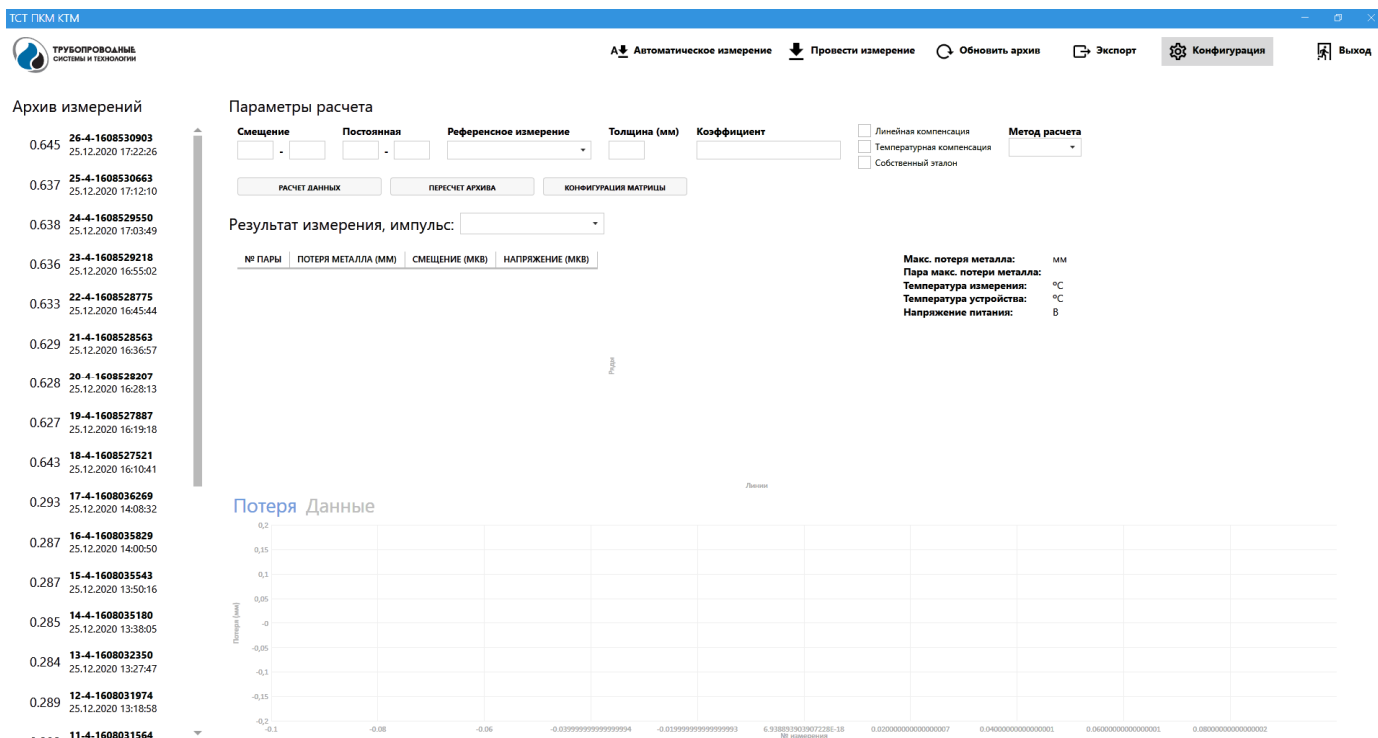 ТСТ ПКМ КТМ
ТРУБОПРОВОДНЫЕ
СИСТЕМЫ И ТЕХНОЛОГИИ
А Автоматическое измерение
Провести измерение
Обновить архив
Экспорт
Конфигурация
Выход
Архив измерений
0.645 26-4-1608530903
25.12.2020 17:22:26
0.637 25-4-1608530663
25.12.2020 17:12:10
0.638 24-4-1608529550
25.12.2020 17:03:49
0.636 23-4-1608529218
25.12.2020 16:55:02
0.633 22-4-1608528775
25.12.2020 16:45:44
0.629 21-4-1608528563
25.12.2020 16:36:57
0.628 20-4-1608528207
25.12.2020 16:28:13
0.627 19-4-1608527887
25.12.2020 16:19:18
0.643 18-4-1608527521
25.12.2020 16:10:41
0.293 17-4-1608036269
25.12.2020 14:08:32
0.287 16-4-1608035829
25.12.2020 14:00:50
0.287 15-4-1608035543
25.12.2020 13:50:16
0.285 14-4-1608035180
25.12.2020 13:38:05
0.284 13-4-1608032350
25.12.2020 13:27:47
0.289 12-4-1608031974
25.12.2020 13:18:58
11-4-1608031564
Параметры расчета
Смещение Постоянная Референсное измерение Толщина (мм) Коэффициент
- -
Линейная компенсация
Температурная компенсация
Собственный эталон
Метод расчета
РАСЧЕТ ДАННЫХ ПЕРЕСЧЕТ АРХИВА КОНФИГУРАЦИЯ МАТРИЦЫ
Результат измерения, импульс:
№ ПАРЫ ПОТЕРЯ МЕТАЛЛА (ММ) СМЕЩЕНИЕ (МКВ) НАПРЯЖЕНИЕ (МКВ)
Макс. потеря металла: мм
Пара макс. потери металла:
Температура измерения: °C
Температура устройства: °C
Напряжение питания: В
Ряды
Линии
Потеря Данные
Потеря (мм)
0,2
0,15
0,1
0,05
-0
-0,05
-0,1
-0,15
-0,2
-0.1 -0.08 -0.06 -0.039999999999999994 -0.019999999999999993 6.9388939039072284E-18 0.020000000000000007 0.04000000000000001 0.06000000000000001 0.08000000000000002
№ измерения